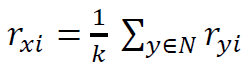 r_{xi} = \frac{1}{k} \sum_{y \in N} r_{yi}